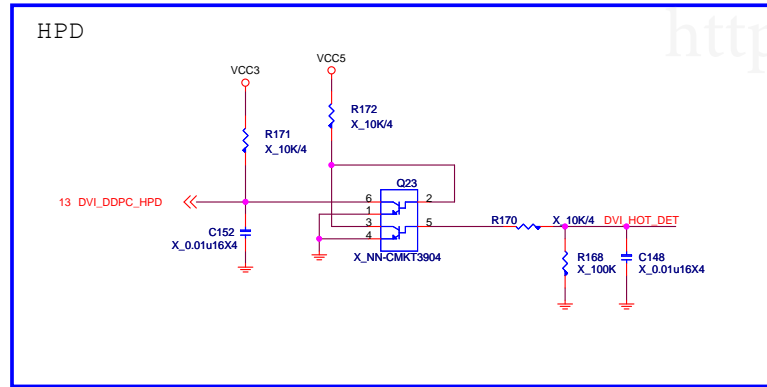 HPD
http
VCC3
VCC5
R171
X_10K/4
R172
X_10K/4
13 DVI_DDPC_HPD
C152
X_0.01u16X4
Q23
6
1
3
4
2
5
X_NN-CMKT3904
R170
X_10K/4
DVI_HOT_DET
R168
X_100K
C148
X_0.01u16X4